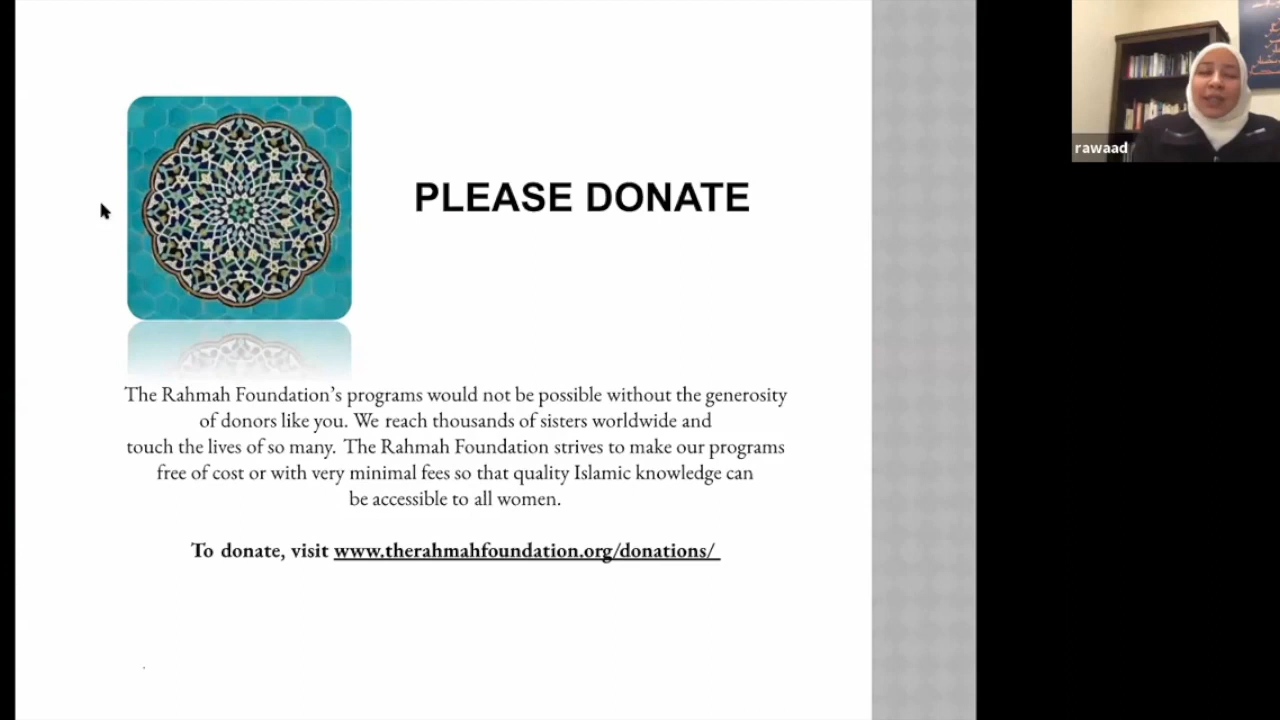 PLEASE DONATE
rawaad
The Rahmah Foundation's programs would not be possible without the generosity
of donors like you. We reach thousands of sisters worldwide and
touch the lives of so many. The Rahmah Foundation strives to make our programs
free of cost or with very minimal fees so that quality Islamic knowledge can
be accessible to all women.
To donate, visit www.therahmahfoundation.org/donations/